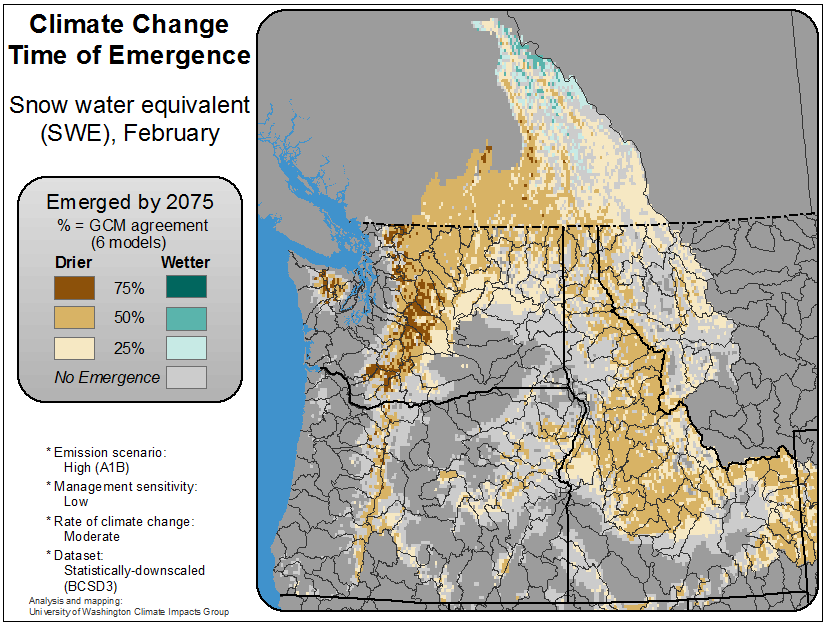 Climate Change
Time of Emergence
Snow water equivalent
(SWE), February
Emerged by 2075
% = GCM agreement
(6 models)
Drier Wetter
75%
50%
25%
No Emergence
* Emission scenario:
High (A1B)
* Management sensitivity:
Low
* Rate of climate change:
Moderate
* Dataset:
Statistically-downscaled
(BCSD3)
Analysis and mapping:
University of Washington Climate Impacts Group